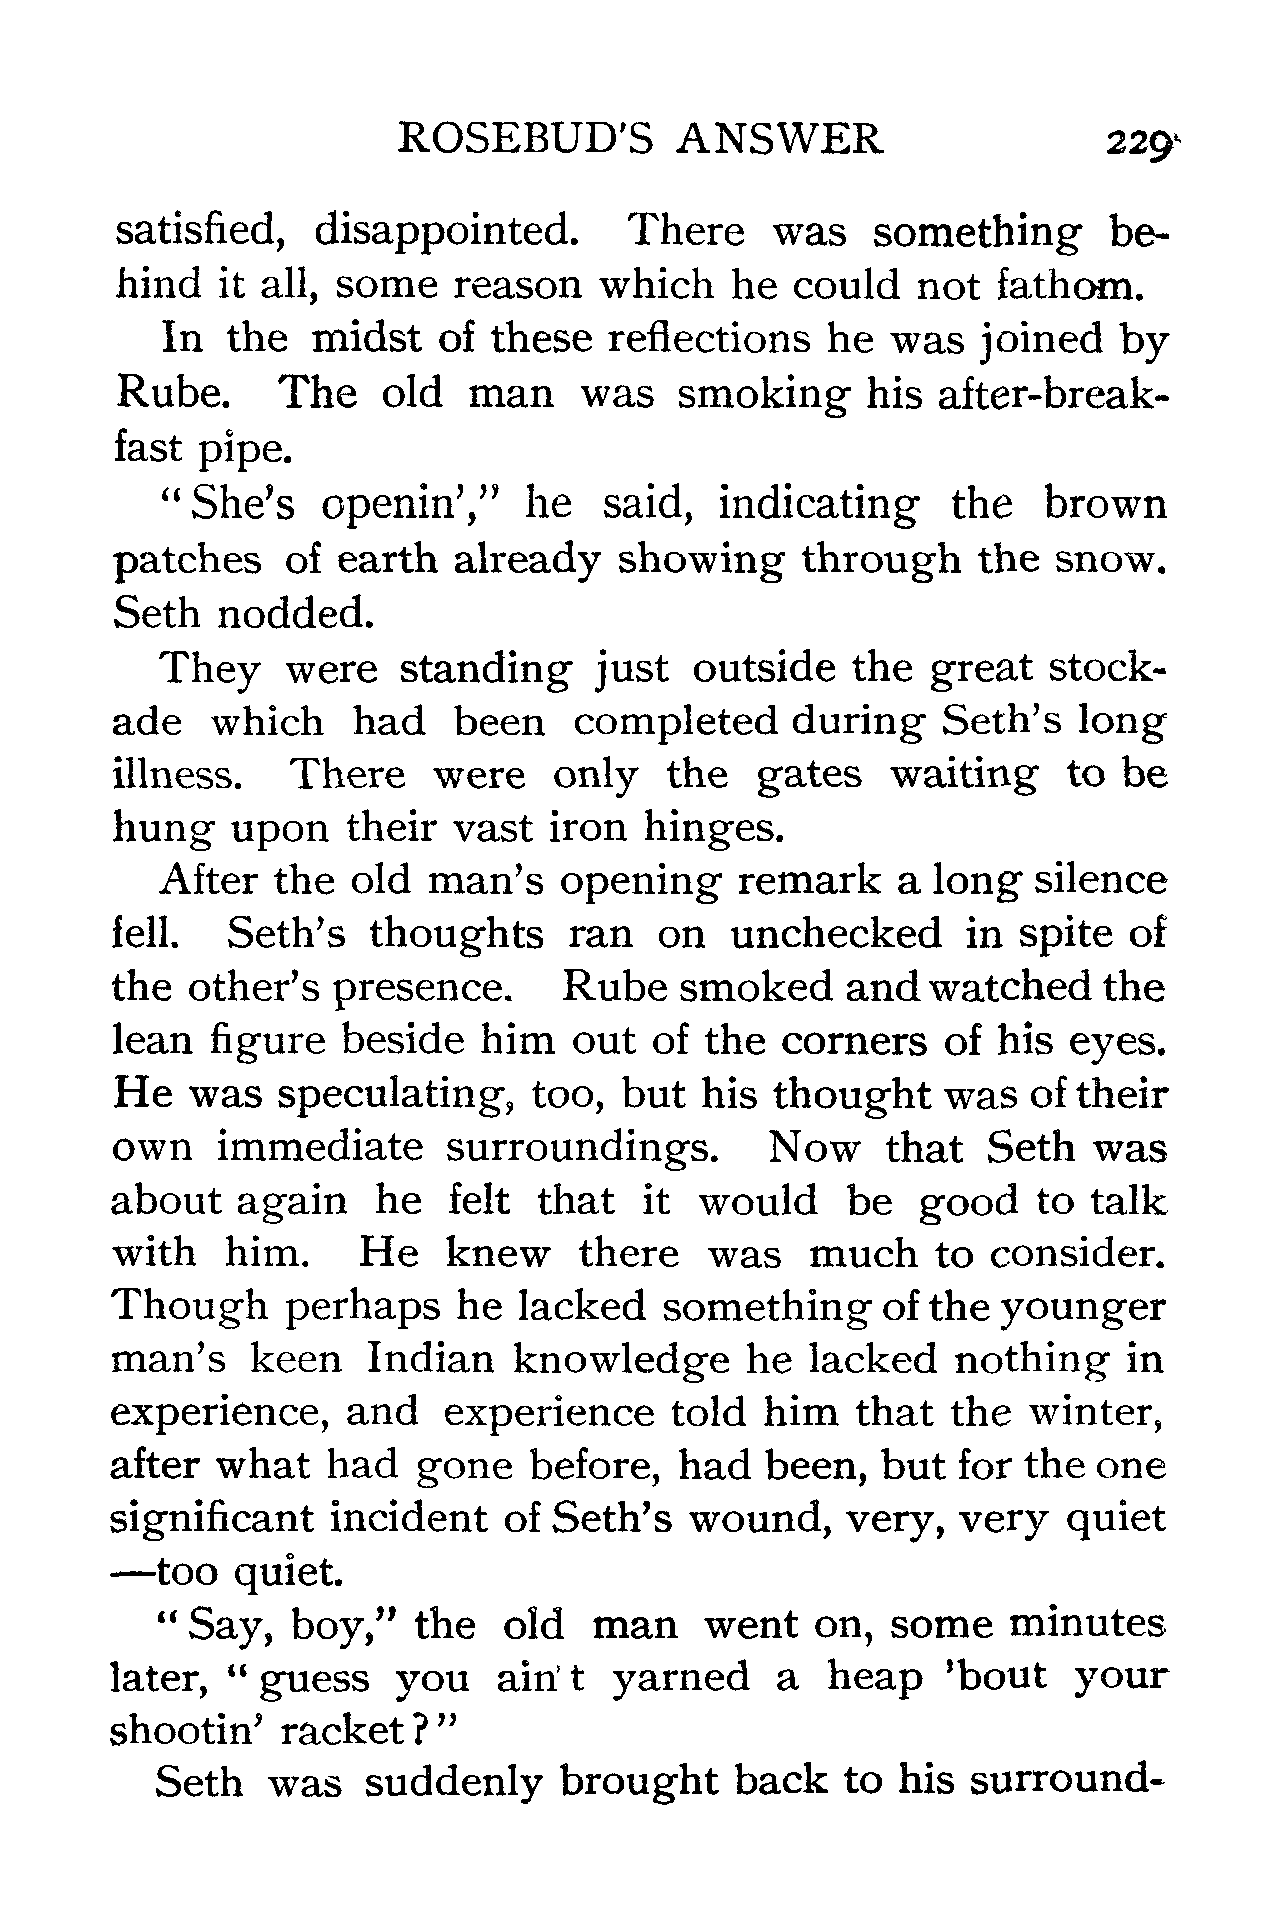 ROSEBUD'S ANSWER 229
satisfied, disappointed. There was something be-
hind it all, some reason which he could not fathom.
In the midst of these reflections he was joined by
Rube. The old man was smoking his after-break-
fast pipe.
" She's openin'," he said, indicating the brown
patches of earth already showing through the snow.
Seth nodded.
They were standing just outside the great stock-
ade which had been completed during Seth's long
illness. There were only the gates waiting to be
hung upon their vast iron hinges.
After the old man's opening remark a long silence
fell. Seth's thoughts ran on unchecked in spite of
the other's presence. Rube smoked and watched the
lean figure beside him out of the corners of his eyes.
He was speculating, too, but his thought was of their
own immediate surroundings. Now that Seth was
about again he felt that it would be good to talk
with him. He knew there was much to consider.
Though perhaps he lacked something of the younger
man's keen Indian knowledge he lacked nothing in
experience, and experience told him that the winter,
after what had gone before, had been, but for the one
significant incident of Seth's wound, very, very quiet
—too quiet.
" Say, boy," the old man went on, some minutes
later, " guess you ain't yarned a heap 'bout your
shootin' racket ? "
Seth was suddenly brought back to his surround-